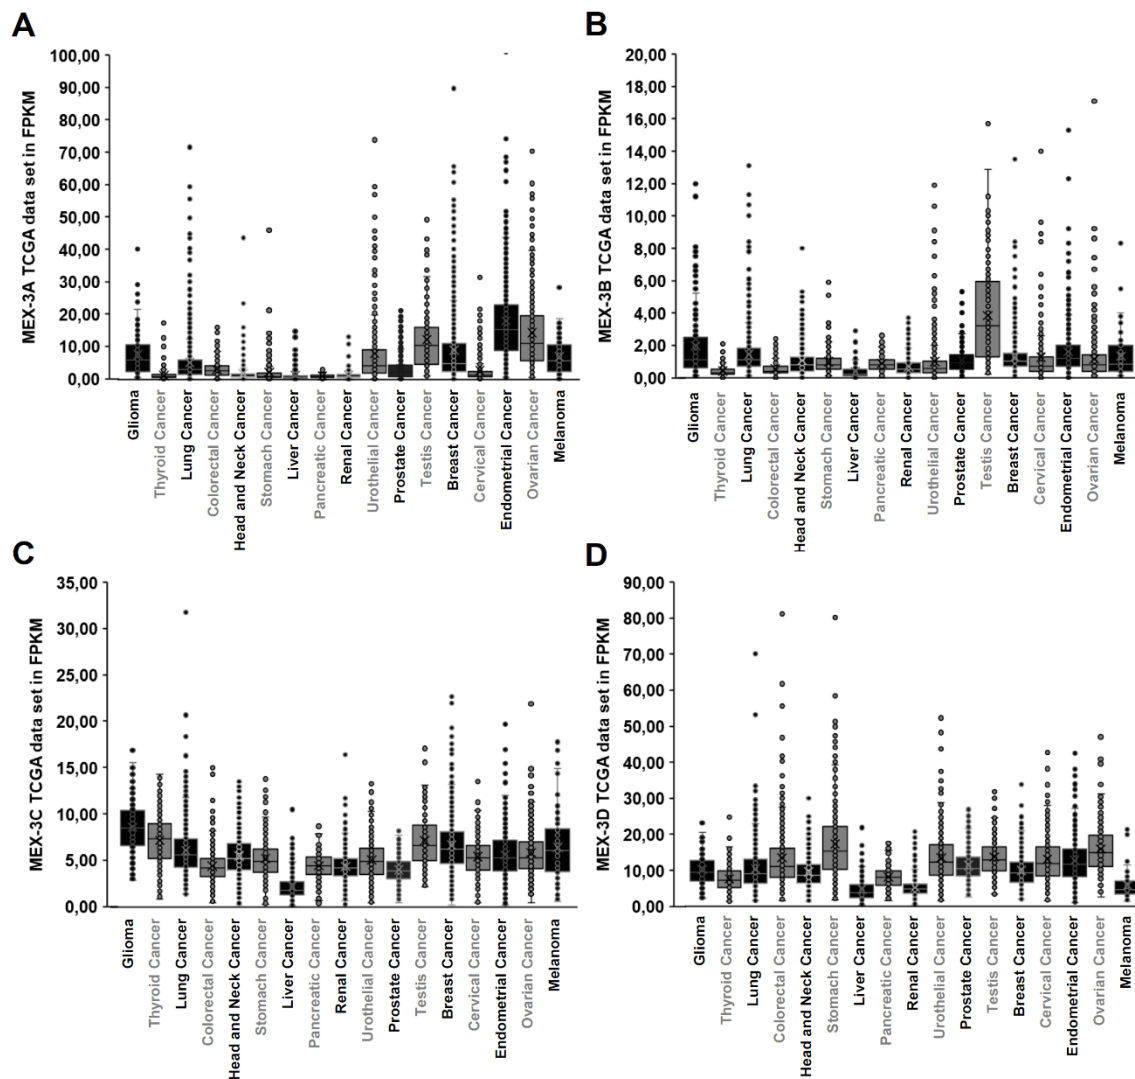 A
MEX-3A TCGA data set in FPKM
100,00
90,00
80,00
70,00
60,00
50,00
40,00
30,00
20,00
10,00
0,00
Glioma
Thyroid Cancer
Lung Cancer
Colorectal Cancer
Head and Neck Cancer
Stomach Cancer
Liver Cancer
Pancreatic Cancer
Renal Cancer
Urothelial Cancer
Prostate Cancer
Testis Cancer
Breast Cancer
Cervical Cancer
Endometrial Cancer
Ovarian Cancer
Melanoma
B
MEX-3B TCGA data set in FPKM
20,00
18,00
16,00
14,00
12,00
10,00
8,00
6,00
4,00
2,00
0,00
Glioma
Thyroid Cancer
Lung Cancer
Colorectal Cancer
Head and Neck Cancer
Stomach Cancer
Liver Cancer
Pancreatic Cancer
Renal Cancer
Urothelial Cancer
Prostate Cancer
Testis Cancer
Breast Cancer
Cervical Cancer
Endometrial Cancer
Ovarian Cancer
Melanoma
C
MEX-3C TCGA data set in FPKM
35,00
30,00
25,00
20,00
15,00
10,00
5,00
0,00
Glioma
Thyroid Cancer
Lung Cancer
Colorectal Cancer
Head and Neck Cancer
Stomach Cancer
Liver Cancer
Pancreatic Cancer
Renal Cancer
Urothelial Cancer
Prostate Cancer
Testis Cancer
Breast Cancer
Cervical Cancer
Endometrial Cancer
Ovarian Cancer
Melanoma
D
MEX-3D TCGA data set in FPKM
90,00
80,00
70,00
60,00
50,00
40,00
30,00
20,00
10,00
0,00
Glioma
Thyroid Cancer
Lung Cancer
Colorectal Cancer
Head and Neck Cancer
Stomach Cancer
Liver Cancer
Pancreatic Cancer
Renal Cancer
Urothelial Cancer
Prostate Cancer
Testis Cancer
Breast Cancer
Cervical Cancer
Endometrial Cancer
Ovarian Cancer
Melanoma